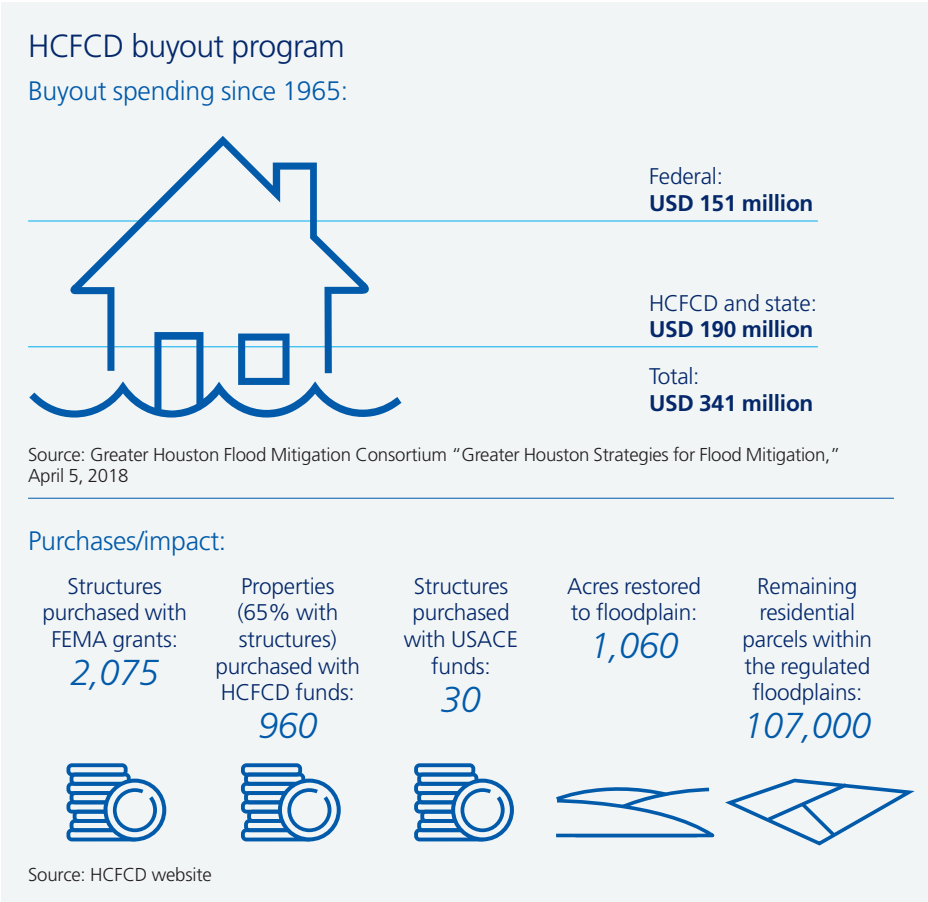 HCFCD buyout program
Buyout spending since 1965:
Federal:
USD 151 million
HCFCD and state:
USD 190 million
Total:
USD 341 million
Source: Greater Houston Flood Mitigation Consortium “Greater Houston Strategies for Flood Mitigation,”
April 5, 2018
Purchases/impact:
Structures
purchased with
FEMA grants:
2,075
Properties
(65% with
structures)
purchased with
HCFCD funds:
960
Structures
purchased
with USACE
funds:
30
Acres restored
to floodplain:
1,060
Remaining
residential
parcels within
the regulated
floodplains:
107,000
Source: HCFCD website